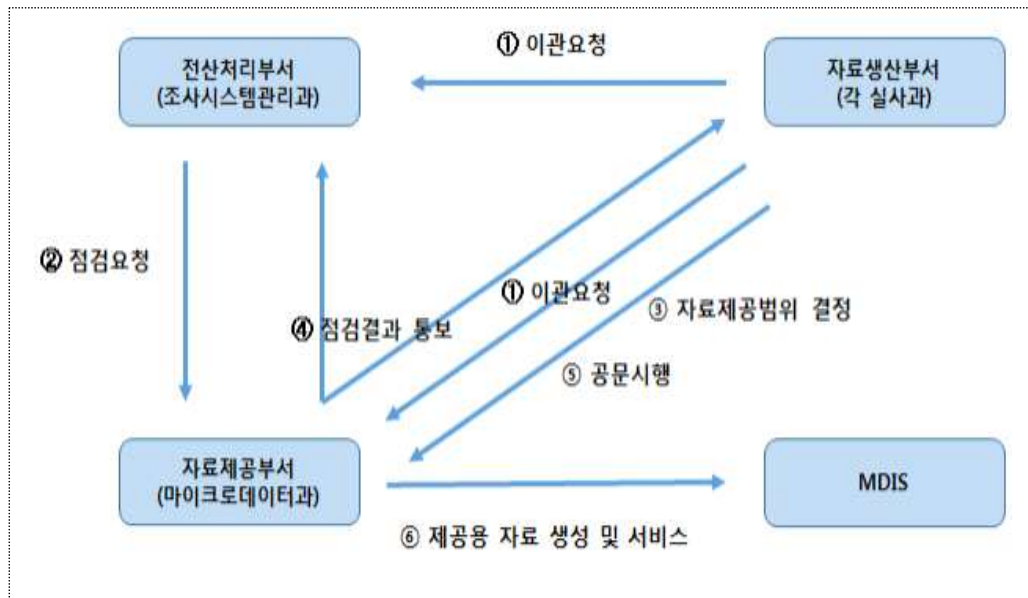 ① 이관요청
전산처리부서
(조사시스템관리과)
자료생산부서
(각 실사과)
② 점검요청
① 이관요청
③ 자료제공범위 결정
④ 점검결과 통보
⑤ 공문시행
자료제공부서
(마이크로데이터과)
MDIS
⑥ 제공용 자료 생성 및 서비스